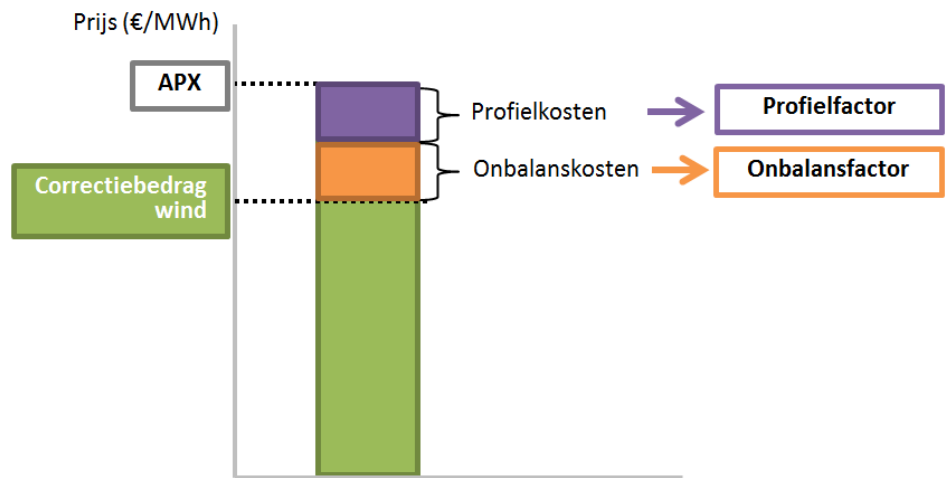 Prijs (€/MWh)
APX
Profielkosten
Profielfactor
Onbalanskosten
Onbalansfactor
Correctiebedrag
wind